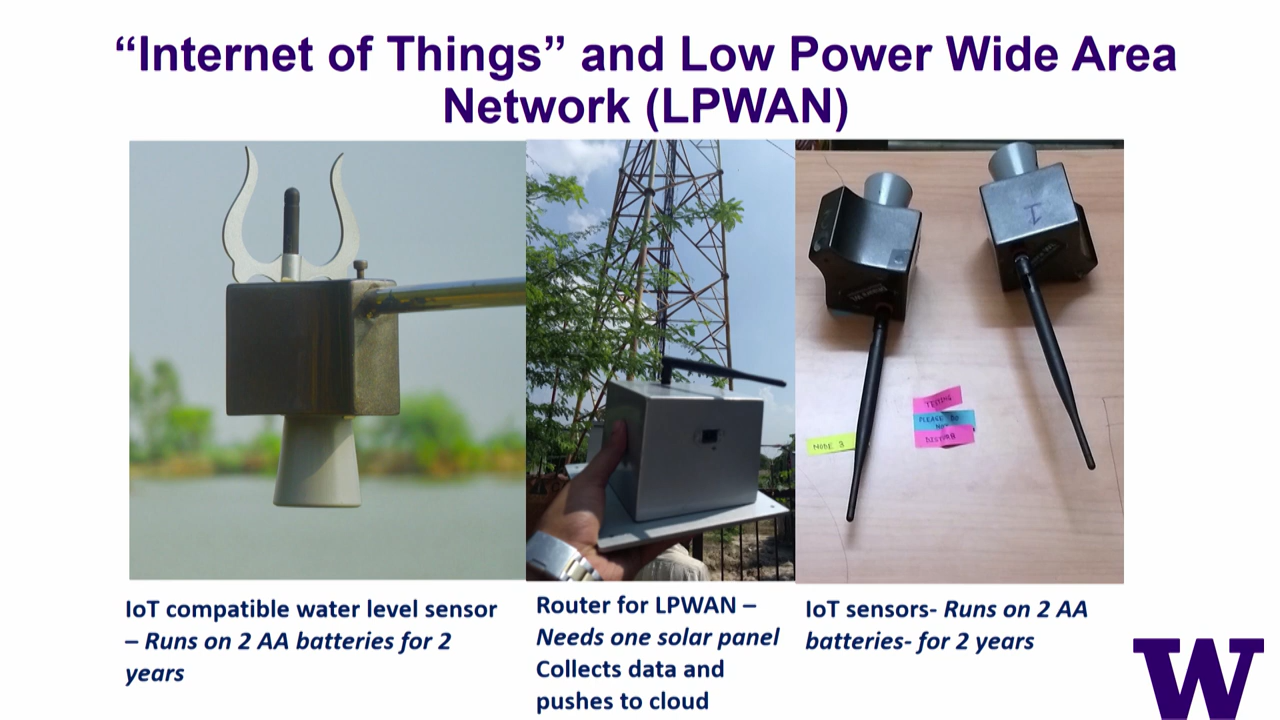 “Internet of Things” and Low Power Wide Area
Network (LPWAN)
NODE 3
TESTING
PLEASE DO
NOT
DISTURB
IoT compatible water level sensor
– Runs on 2 AA batteries for 2
years
Router for LPWAN –
Needs one solar panel
Collects data and
pushes to cloud
IoT sensors- Runs on 2 AA
batteries- for 2 years
W